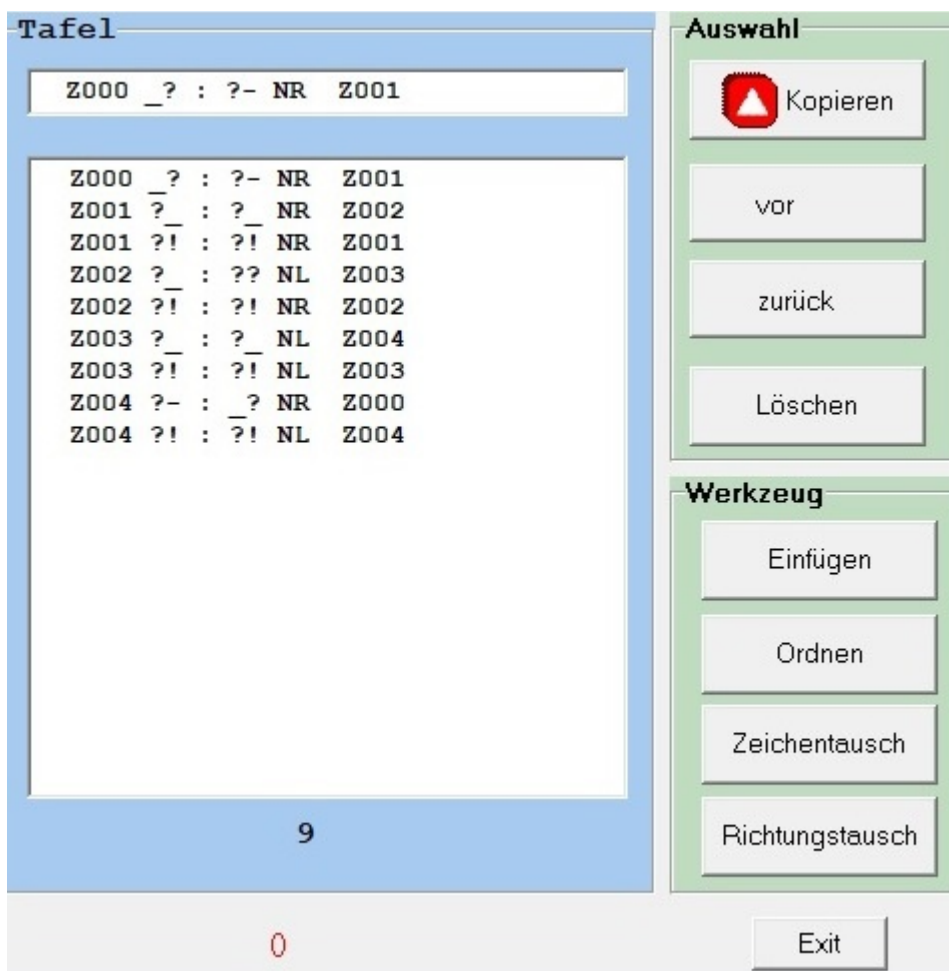 Tafel
Z000 _? : ?- NR Z001
Z000 _? : ?- NR Z001
Z001 ?_ : ?_ NR Z002
Z001 ?! : ?! NR Z001
Z002 ?_ : ?? NL Z003
Z002 ?! : ?! NR Z002
Z003 ?_ : ?_ NL Z004
Z003 ?! : ?! NL Z003
Z004 ?- : _? NR Z000
Z004 ?! : ?! NL Z004
9
0
Auswahl
Kopieren
vor
zurück
Löschen
Werkzeug
Einfügen
Ordnen
Zeichentausch
Richtungstausch
Exit